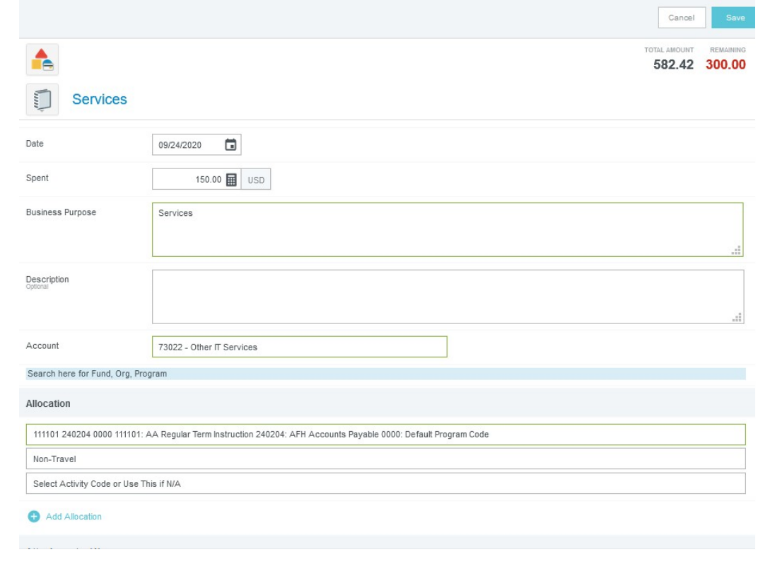 Cancel Save
TOTAL AMOUNT REMAINING
582.42 300.00
Services
Date 09/24/2020
Spent 150.00 USD
Business Purpose Services
Description
Optional
Account 73022 - Other IT Services
Search here for Fund, Org, Program
Allocation
111101 240204 0000 111101: AA Regular Term Instruction 240204: AFH Accounts Payable 0000: Default Program Code
Non-Travel
Select Activity Code or Use This if N/A
Add Allocation